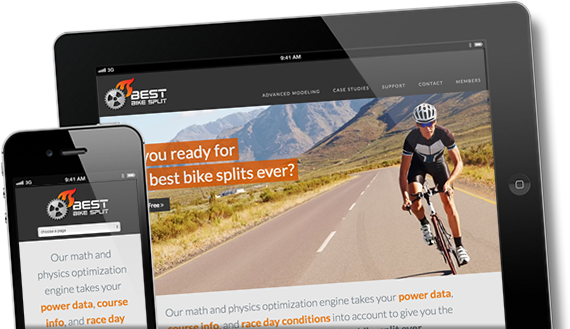 3G
9:41 AM
BEST
BIKE SPLIT
ADVANCED MODELING CASE STUDIES SUPPORT CONTACT MEMBERS
you ready for
best bike splits ever?
Free »
Our math and physics optimization engine takes your power data,
course info, and race day conditions into account to give you the
3G 9:41 AM
BEST
BIKE SPLIT
choose a page
Our math and
physics optimization
engine takes your
power data, course
info, and race day